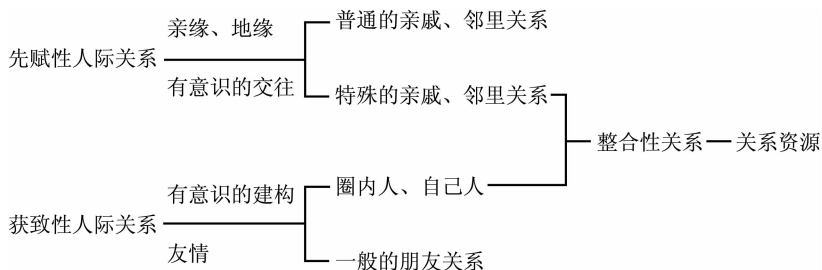 普通的亲戚、邻里关系
亲缘、地缘
先赋性人际关系
有意识的交往
特殊的亲戚、邻里关系
整合性关系
关系资源
有意识的建构
圈内人、自己人
获致性人际关系
友情
一般的朋友关系